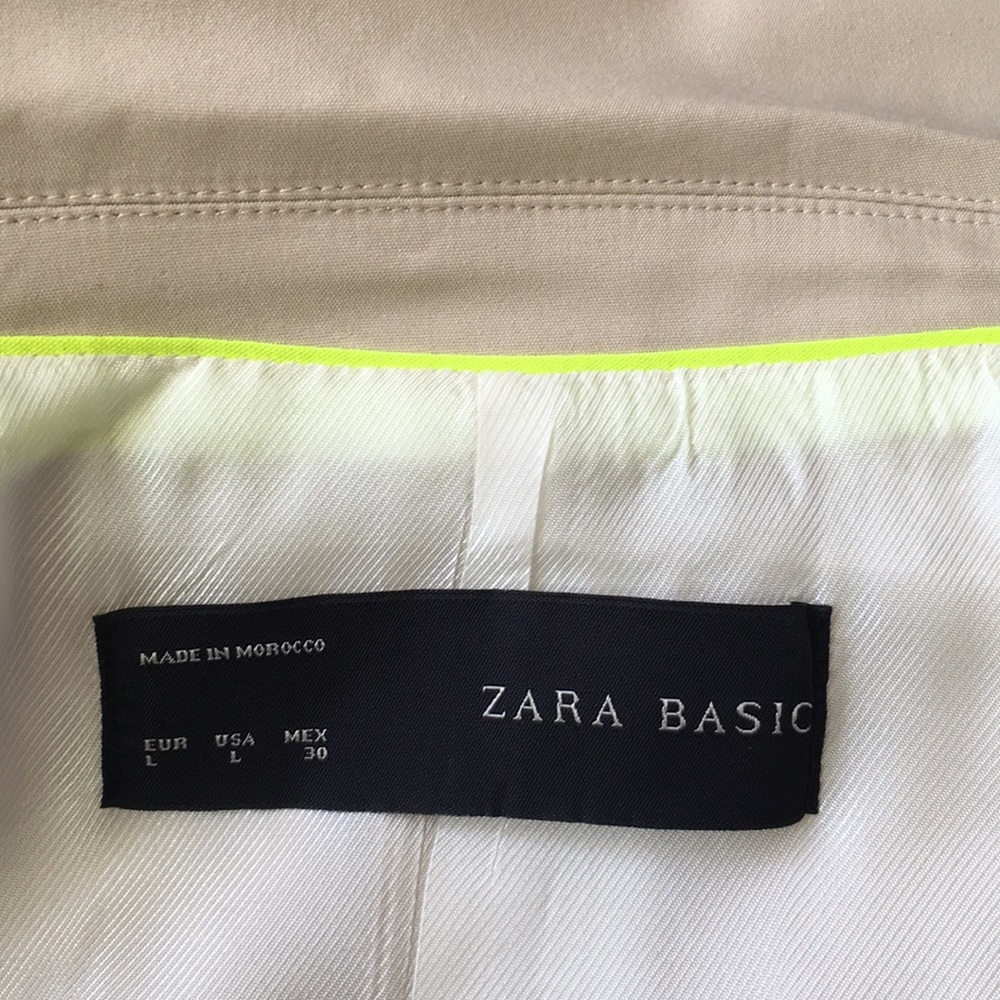 MADE IN MOROCCO
ZARA BASIC
EUR USA MEX
L L 30